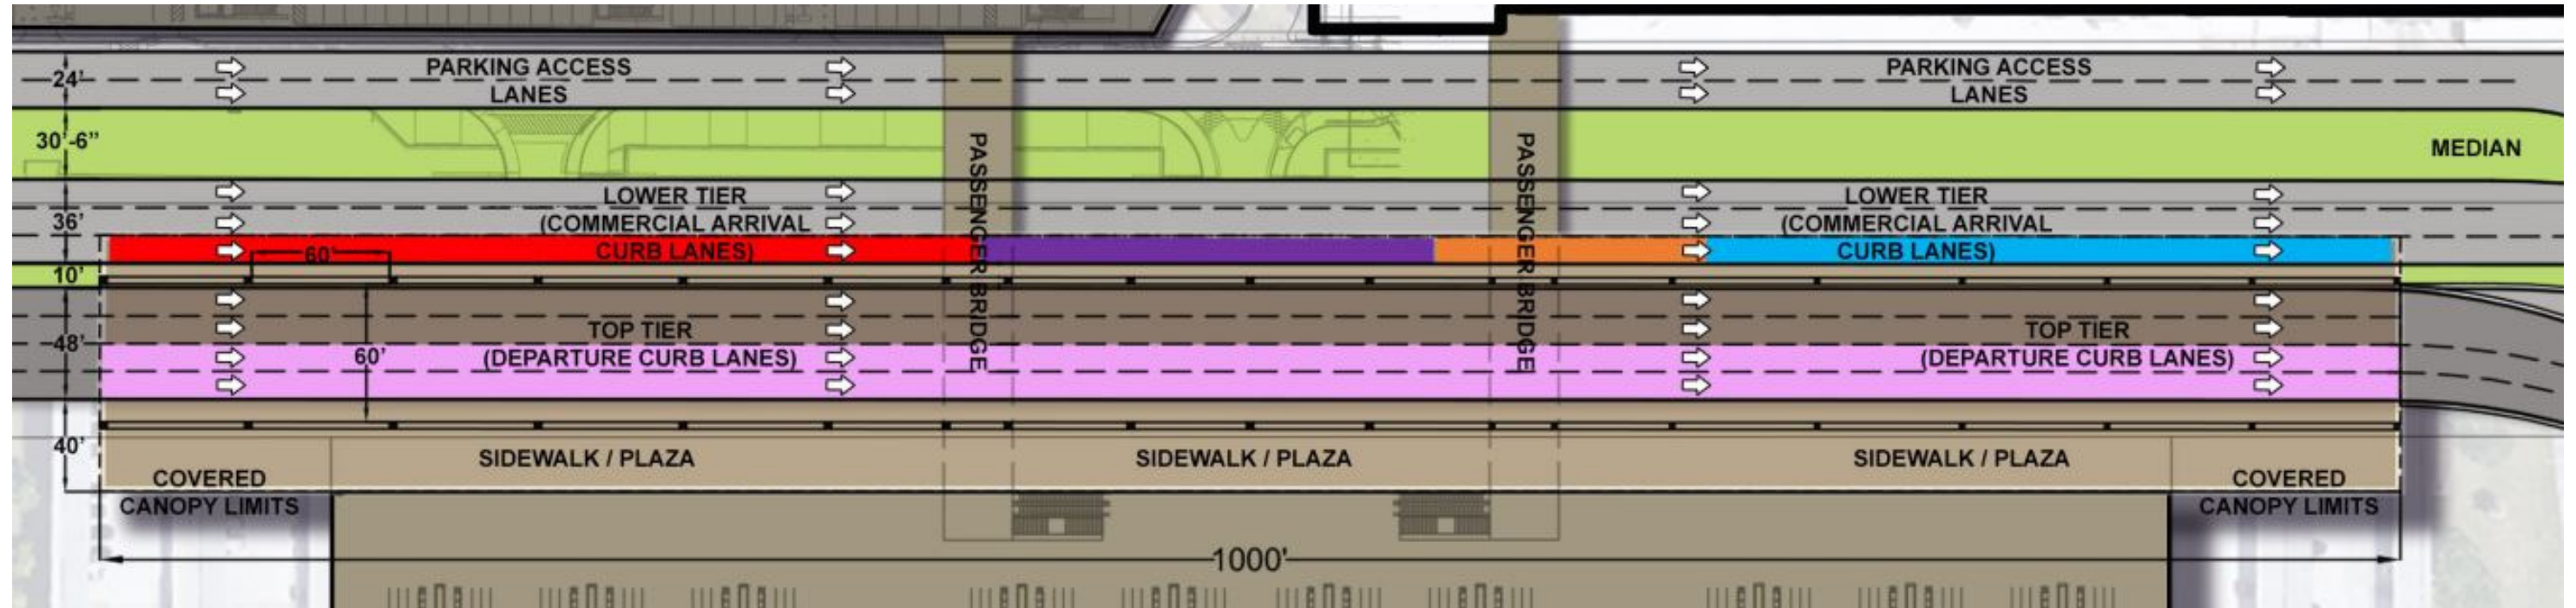 24'
PARKING ACCESS
LANES
PARKING ACCESS
LANES
30'-6"
PASSENGER BRIDGE
PASSENGER BRIDGE
MEDIAN
36'
LOWER TIER
(COMMERCIAL ARRIVAL
CURB LANES)
LOWER TIER
(COMMERCIAL ARRIVAL
CURB LANES)
60'
10'
48'
60'
TOP TIER
(DEPARTURE CURB LANES)
TOP TIER
(DEPARTURE CURB LANES)
40'
SIDEWALK / PLAZA
SIDEWALK / PLAZA
SIDEWALK / PLAZA
COVERED
CANOPY LIMITS
COVERED
CANOPY LIMITS
1000'